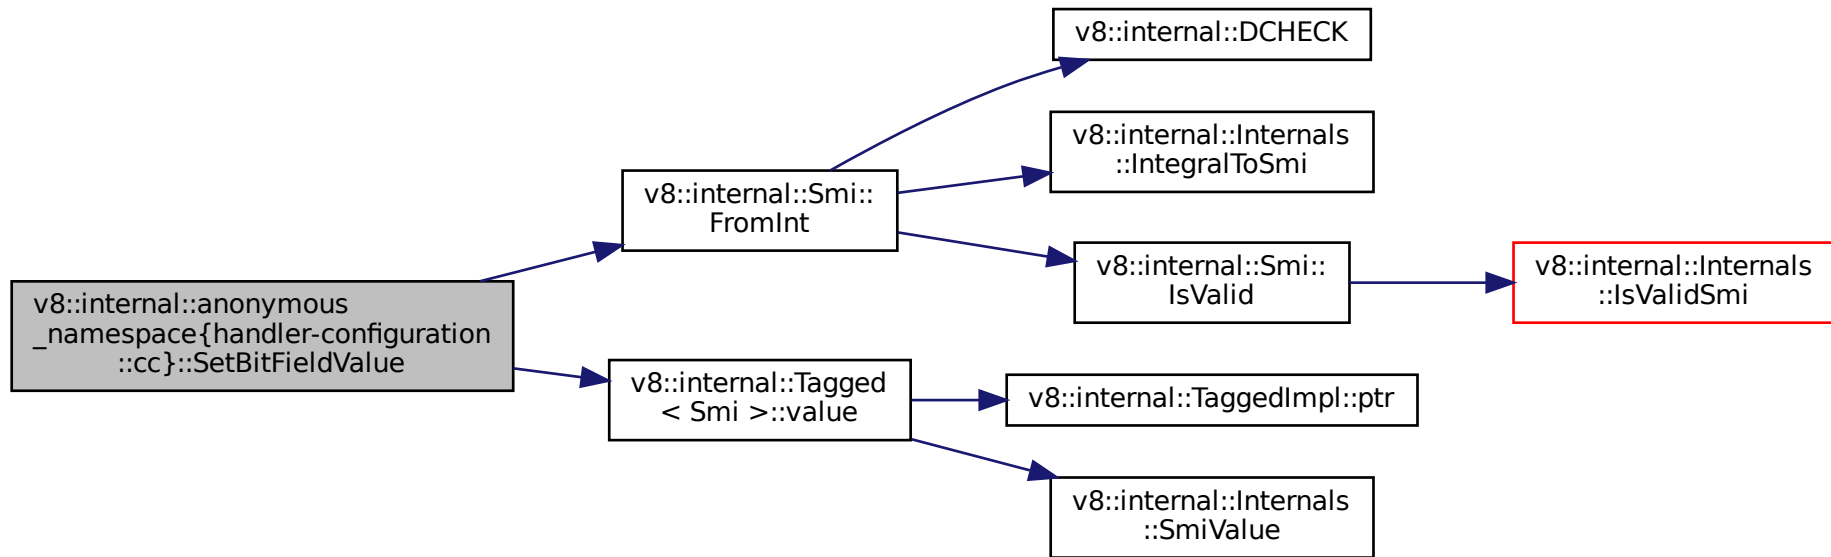 v8::internal::DCHECK
v8::internal::Internals
::IntegralToSmi
v8::internal::Smi::
FromInt
v8::internal::Smi::
IsValid
v8::internal::Internals
::IsValidSmi
v8::internal::anonymous
_namespace{handler-configuration
::cc}::SetBitFieldValue
v8::internal::Tagged
< Smi >::value
v8::internal::TaggedImpl::ptr
v8::internal::Internals
::SmiValue